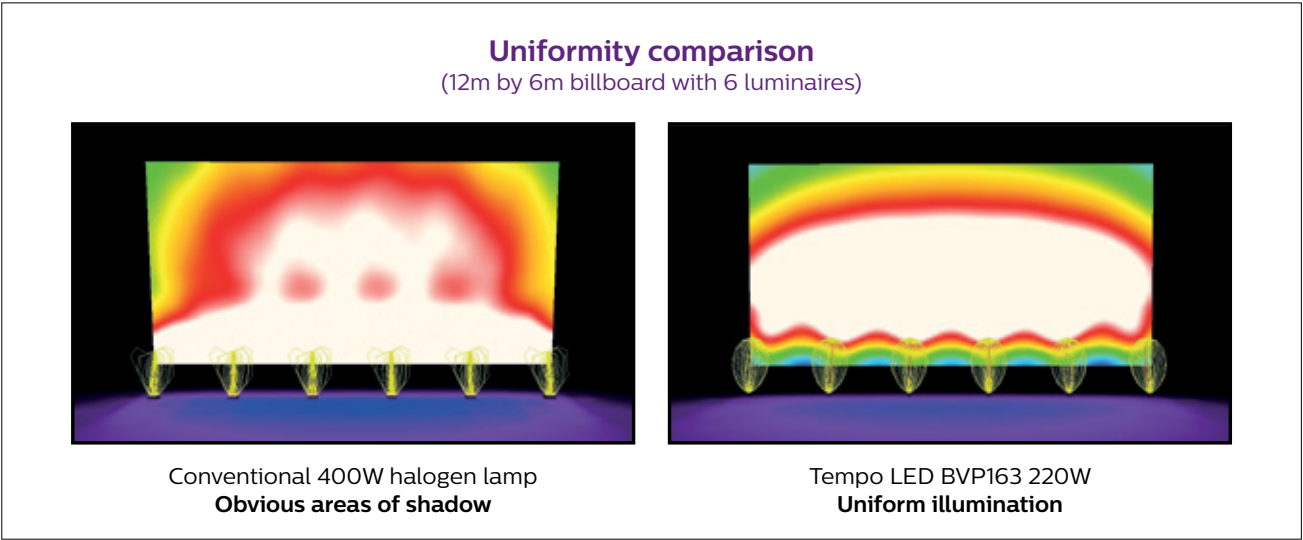 Uniformity comparison
(12m by 6m billboard with 6 luminaires)
Conventional 400W halogen lamp
Obvious areas of shadow
Tempo LED BVP163 220W
Uniform illumination